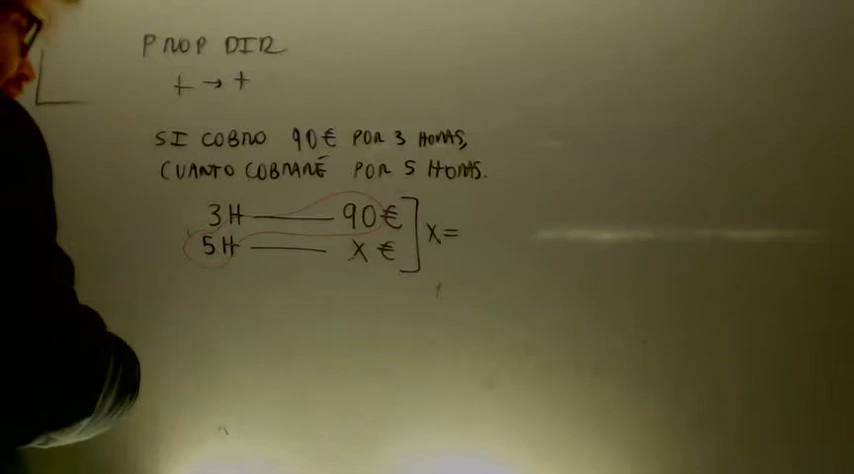 PROP DIR
+ → +
SI COBRO 90€ POR 3 HORAS,
CUANTO COBRARÉ POR 5 HORAS.
3H — 90€
5H — X€
X=